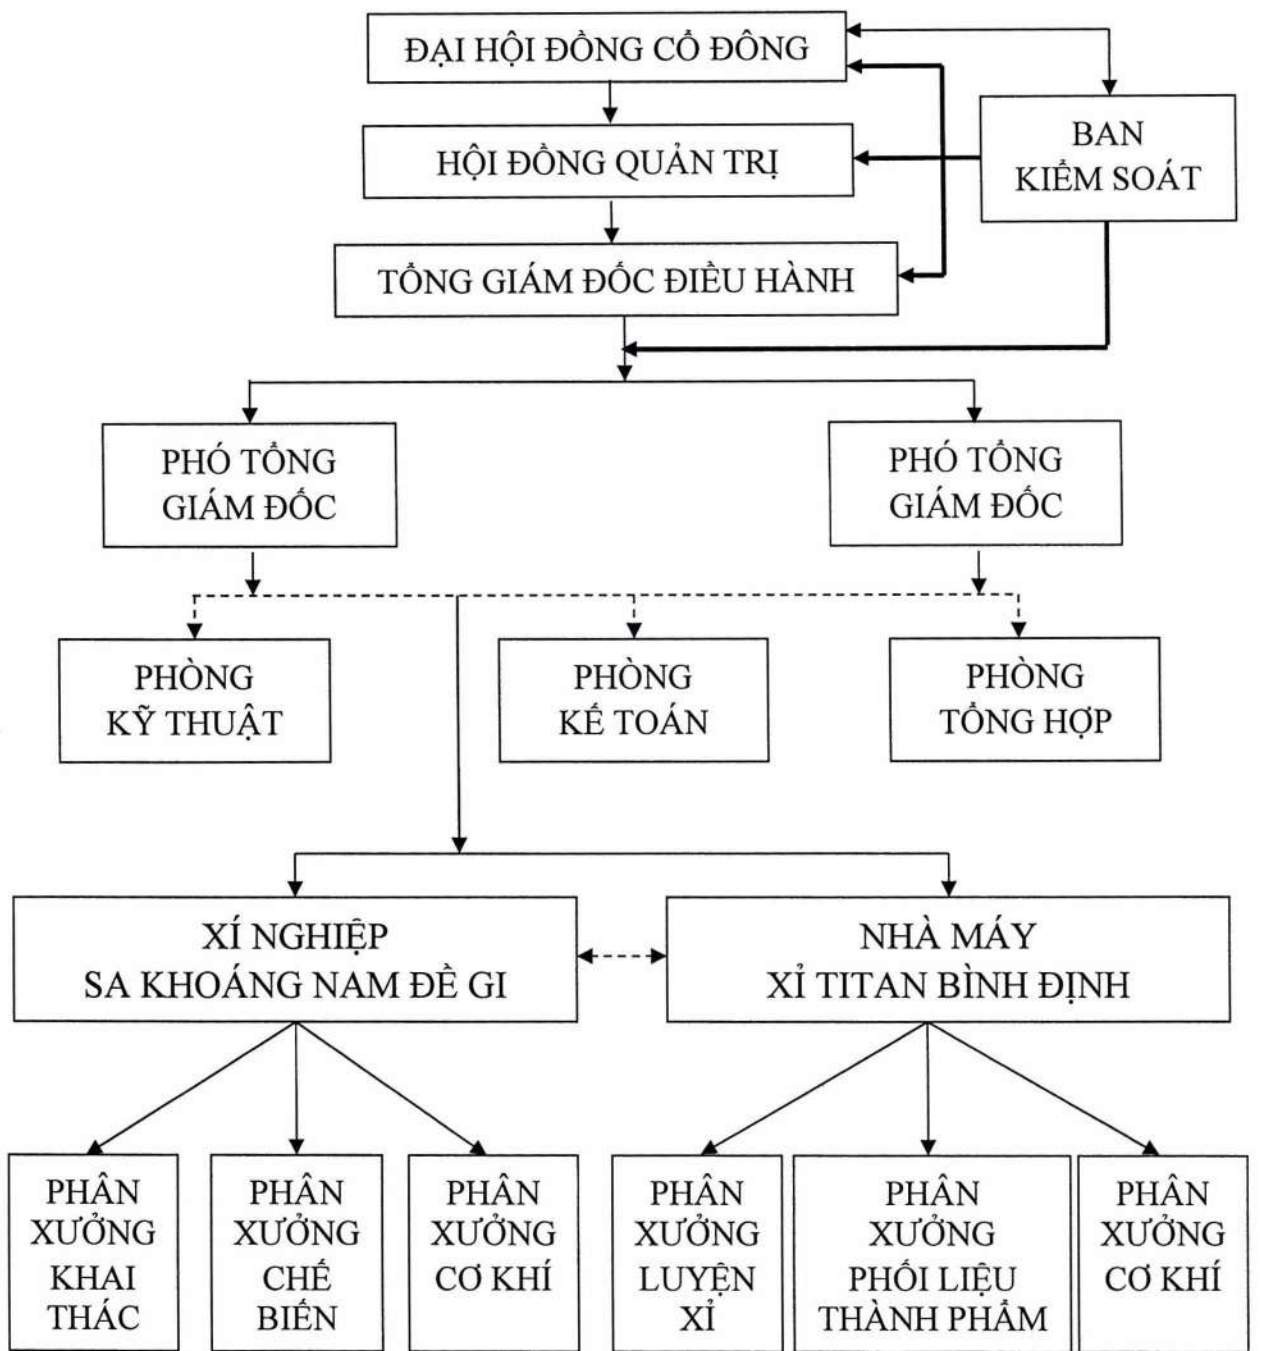 ĐẠI HỘI ĐỒNG CỔ ĐÔNG
BAN
KIỂM SOÁT
HỘI ĐỒNG QUẢN TRỊ
TỔNG GIÁM ĐỐC ĐIỀU HÀNH
PHÓ TỔNG
GIÁM ĐỐC
PHÓ TỔNG
GIÁM ĐỐC
PHÒNG
KỸ THUẬT
PHÒNG
KẾ TOÁN
PHÒNG
TỔNG HỢP
XÍ NGHIỆP
SA KHOÁNG NAM ĐỀ GI
NHÀ MÁY
XỈ TITAN BÌNH ĐỊNH
PHÂN
XƯỞNG
KHAI
THÁC
PHÂN
XƯỞNG
CHẾ
BIẾN
PHÂN
XƯỞNG
CƠ KHÍ
PHÂN
XƯỞNG
LUYỆN
XỈ
PHÂN
XƯỞNG
PHỐI LIỆU
THÀNH PHẨM
PHÂN
XƯỞNG
CƠ KHÍ